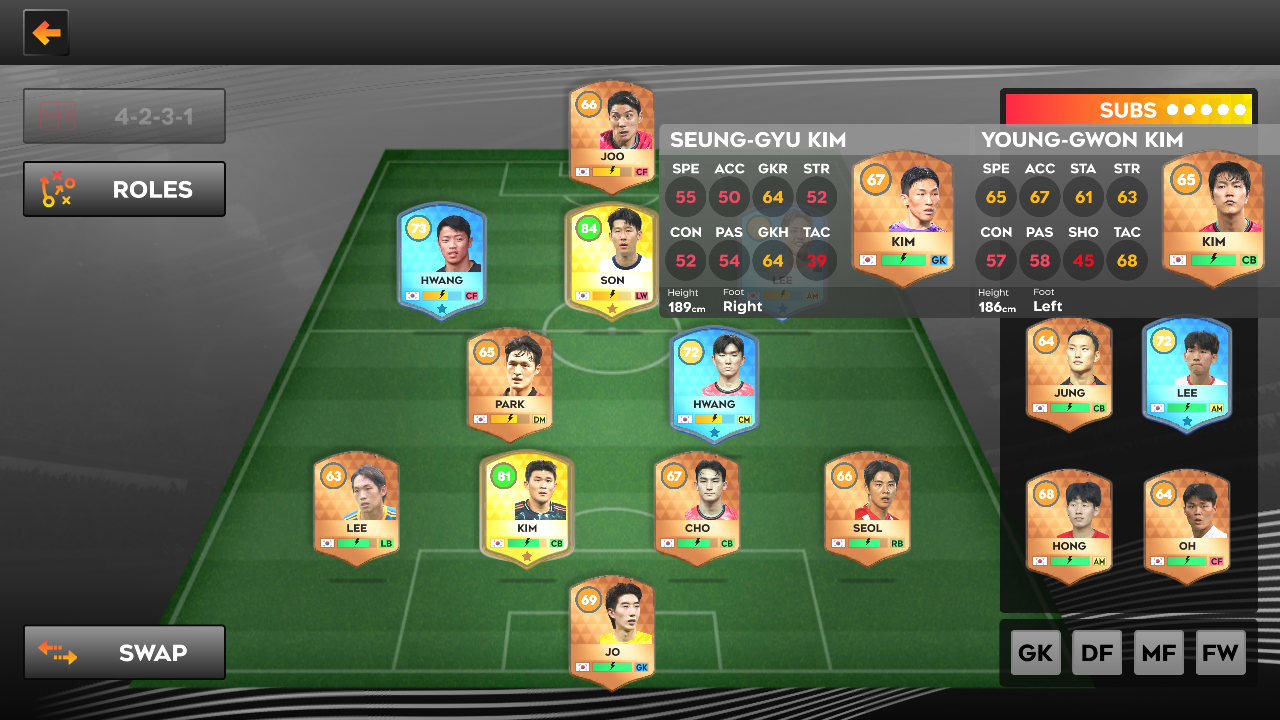 4-2-3-1
ROLES
SUBS
66
JOO
CF
SEUNG-GYU KIM
SPE ACC GKR STR
55 50 64 52
CON PAS GKH TAC
52 54 64 39
Height
189cm
Foot
Right
67
KIM
GK
YOUNG-GWON KIM
SPE ACC STA STR
65 67 61 63
CON PAS SHO TAC
57 58 45 68
Height
186cm
Foot
Left
65
KIM
CB
73
HWANG
CF
84
SON
LW
LEE
AM
65
PARK
DM
72
HWANG
CM
64
JUNG
CB
72
LEE
AM
63
LEE
LB
81
KIM
CB
67
CHO
CB
66
SEOL
RB
68
HONG
AM
64
OH
CF
69
JO
GK
SWAP
GK DF MF FW